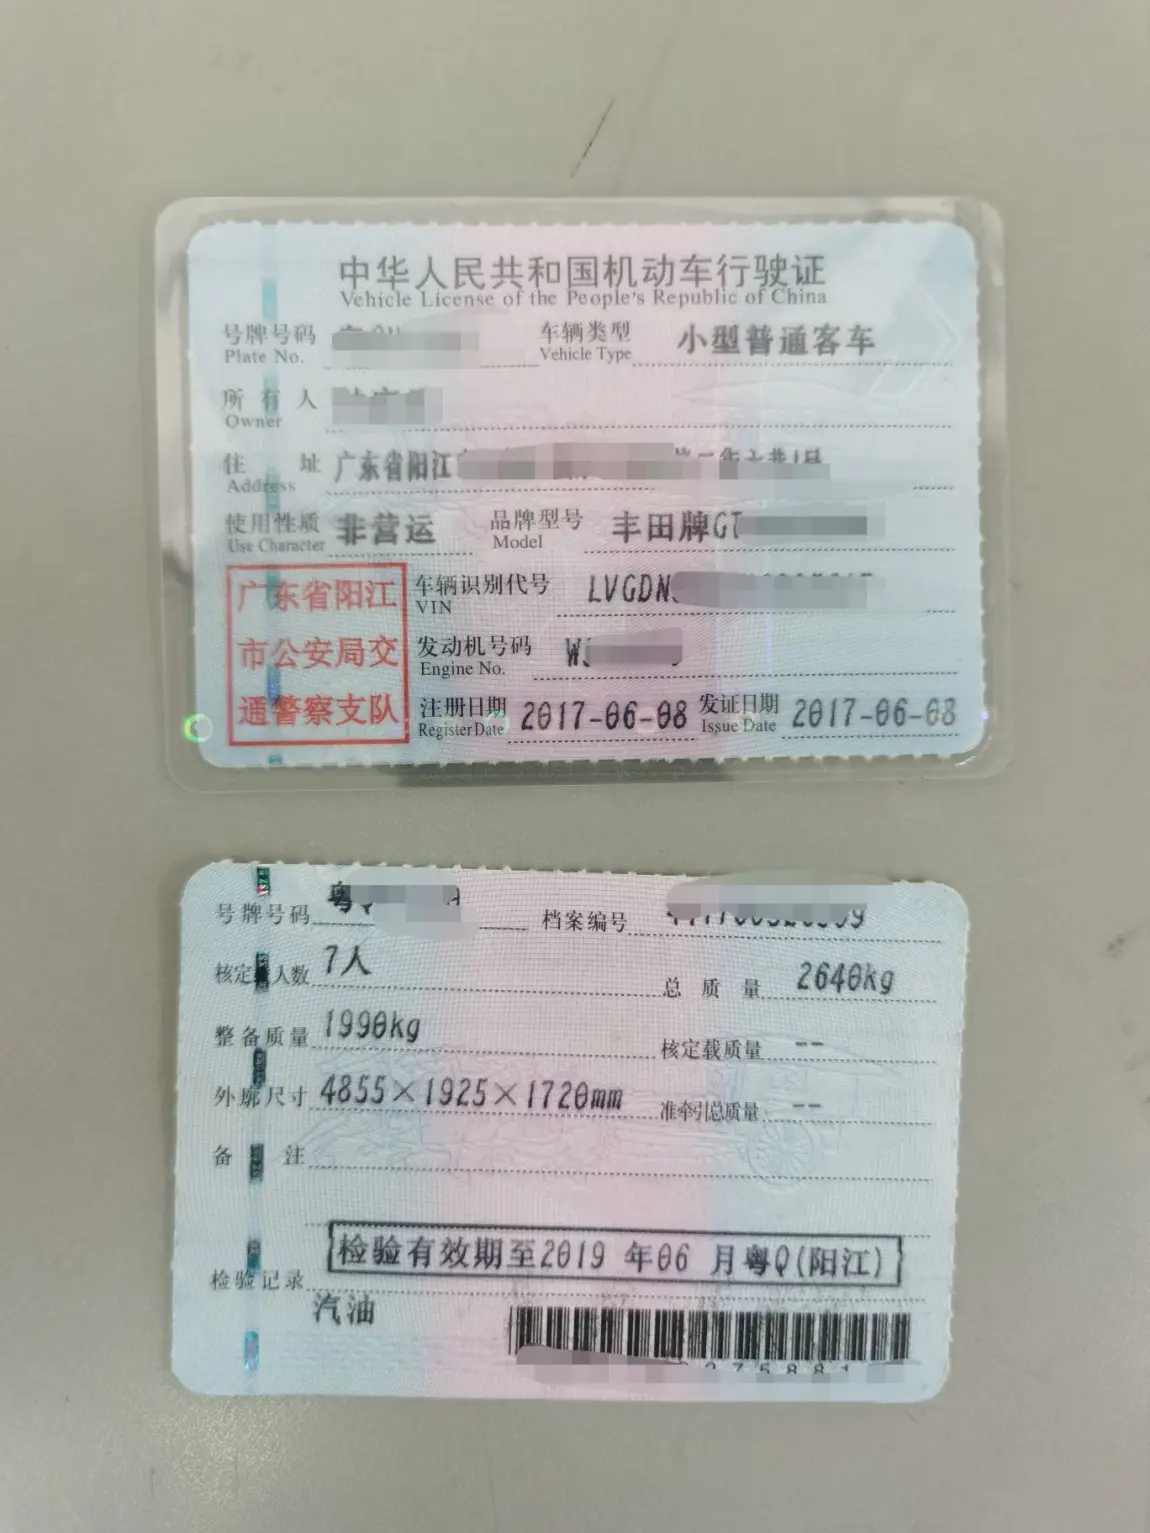 中华人民共和国机动车行驶证
Vehicle License of the People's Republic of China
号牌号码 车辆类型 小型普通客车
Plate No. Vehicle Type
所有人
Owner
住址 广东省阳江
Address
使用性质 非营运 品牌型号 丰田牌GT
Use Character Model
广东省阳江
市公安局交
通警察支队
车辆识别代号 LVGDN
VIN
发动机号码 W
Engine No.
注册日期 2017-06-08 发证日期 2017-06-08
Register Date Issue Date
号牌号码 粤 档案编号
核定 人数 7人 总质量 2640kg
整备质量 1990kg 核定载质量 --
外廓尺寸 4855×1925×1720mm 准牵引总质量 --
备注
检验有效期至2019 年06 月粤Q(阳江)
检验记录
汽油